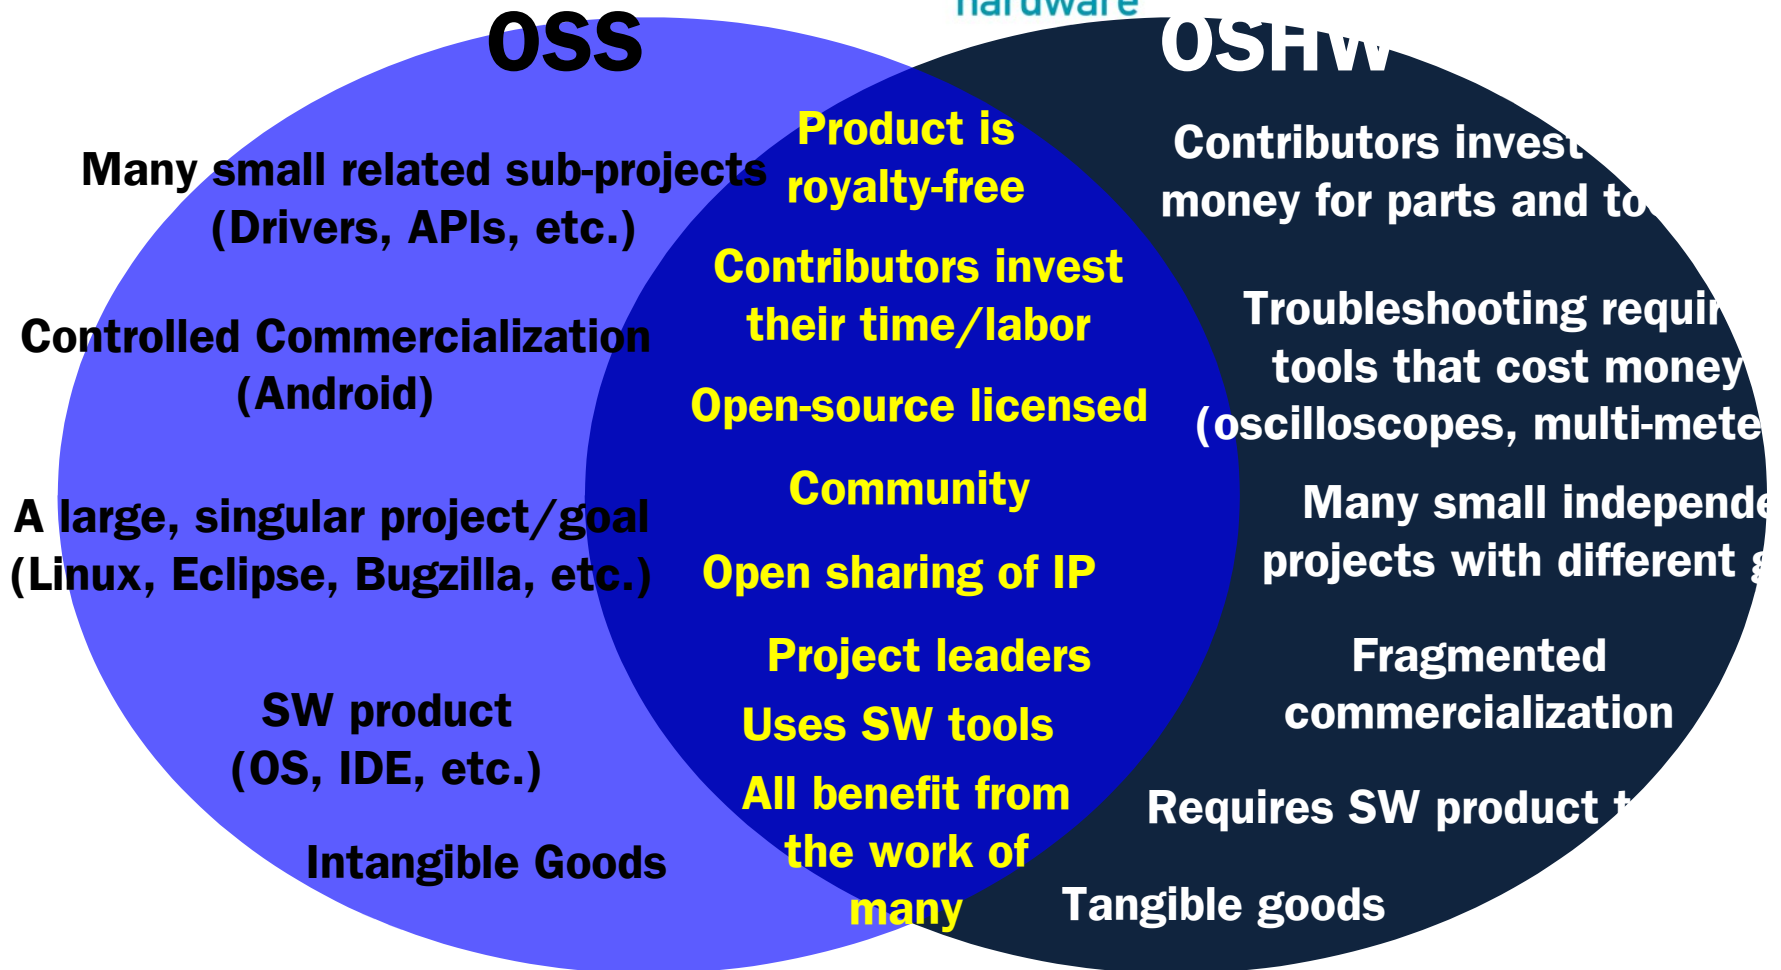 hardware
OSS
OSHW
Many small related sub-projects
(Drivers, APIs, etc.)
Controlled Commercialization
(Android)
A large, singular project/goal
(Linux, Eclipse, Bugzilla, etc.)
SW product
(OS, IDE, etc.)
Intangible Goods
Product is
royalty-free
Contributors invest
their time/labor
Open-source licensed
Community
Open sharing of IP
Project leaders
Uses SW tools
All benefit from
the work of
many
Contributors invest
money for parts and
Troubleshooting
tools that cost money
(oscilloscopes,
Many small
projects with different
Fragmented
commercialization
Requires SW product
Tangible goods